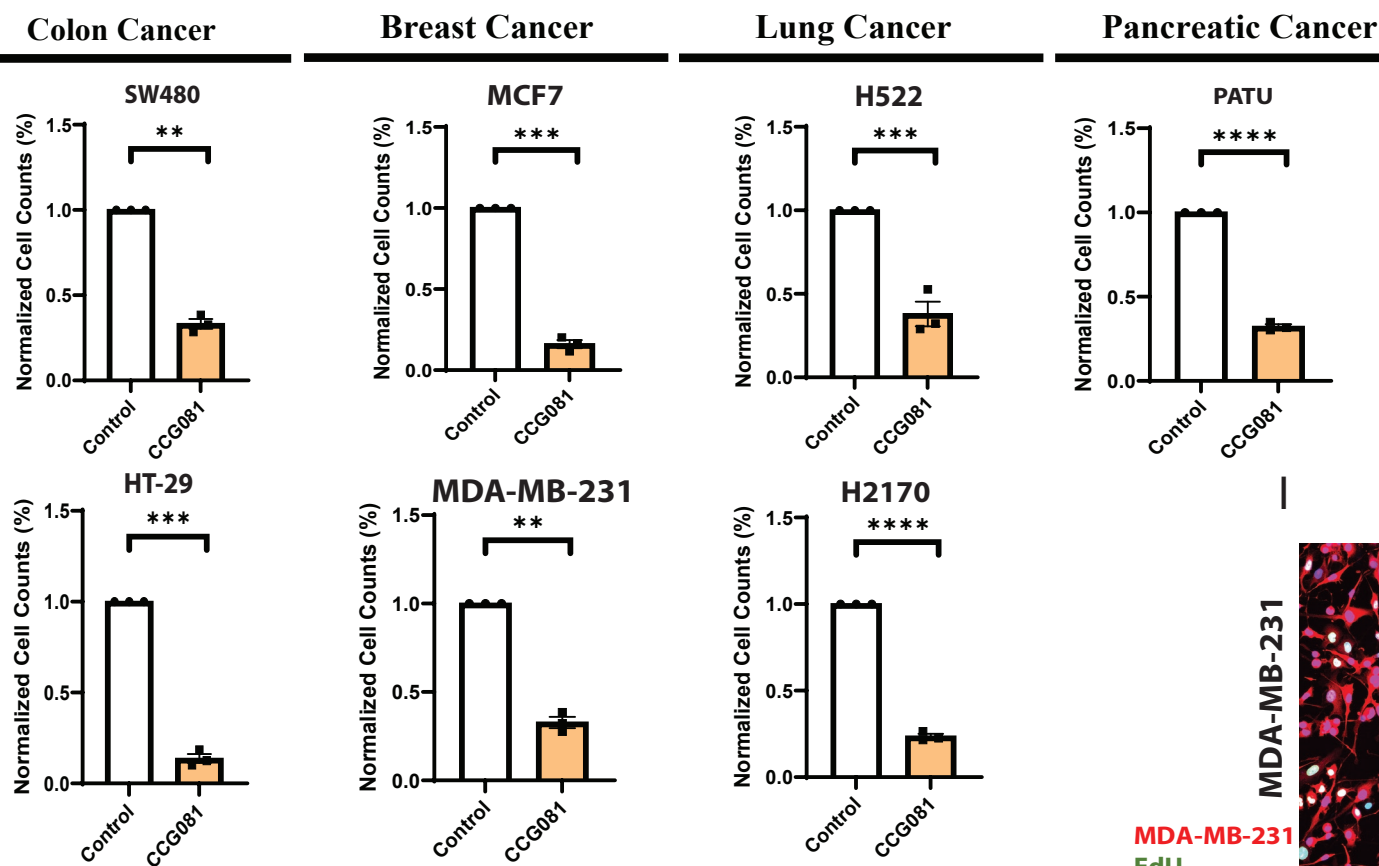 Colon Cancer
Breast Cancer
Lung Cancer
Pancreatic Cancer
SW480
Normalized Cell Counts (%)
1.5
1.0
0.5
0.0
**
Control
CCG081
MCF7
Normalized Cell Counts (%)
1.5
1.0
0.5
0.0
***
Control
CCG081
H522
Normalized Cell Counts (%)
1.5
1.0
0.5
0.0
***
Control
CCG081
PATU
Normalized Cell Counts (%)
1.5
1.0
0.5
0.0
****
Control
CCG081
HT-29
Normalized Cell Counts (%)
1.5
1.0
0.5
0.0
***
Control
CCG081
MDA-MB-231
Normalized Cell Counts (%)
1.5
1.0
0.5
0.0
**
Control
CCG081
H2170
Normalized Cell Counts (%)
1.5
1.0
0.5
0.0
****
Control
CCG081
MDA-MB-231
MDA-MB-231
EdU